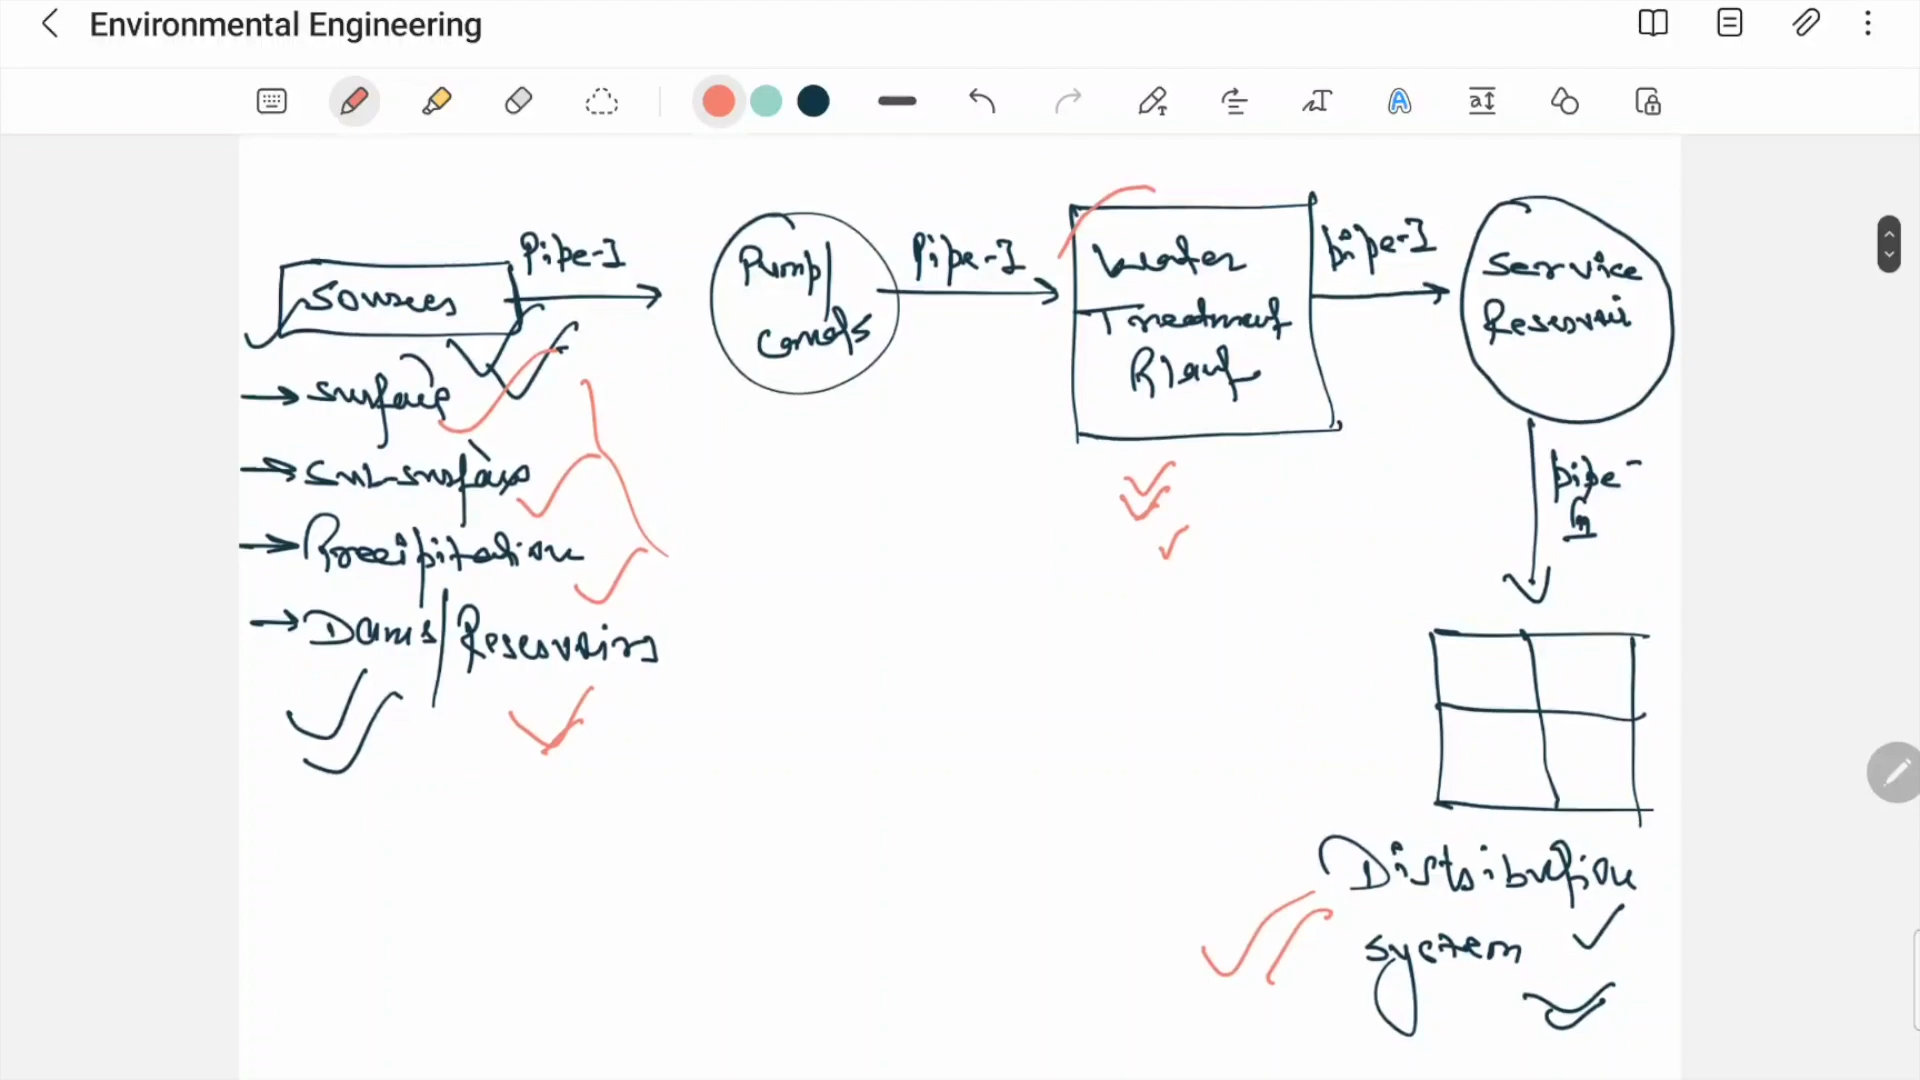 Environmental Engineering
Sources
Pipe-I
Pump/
Canals
Pipe-I
Water
Treatment
Plant
pipe-I
Service
Reservoir
→ Surface
→ Sub-surface
→ Precipitation
→ Dams/Reservoirs
pipe-
Distribution
system